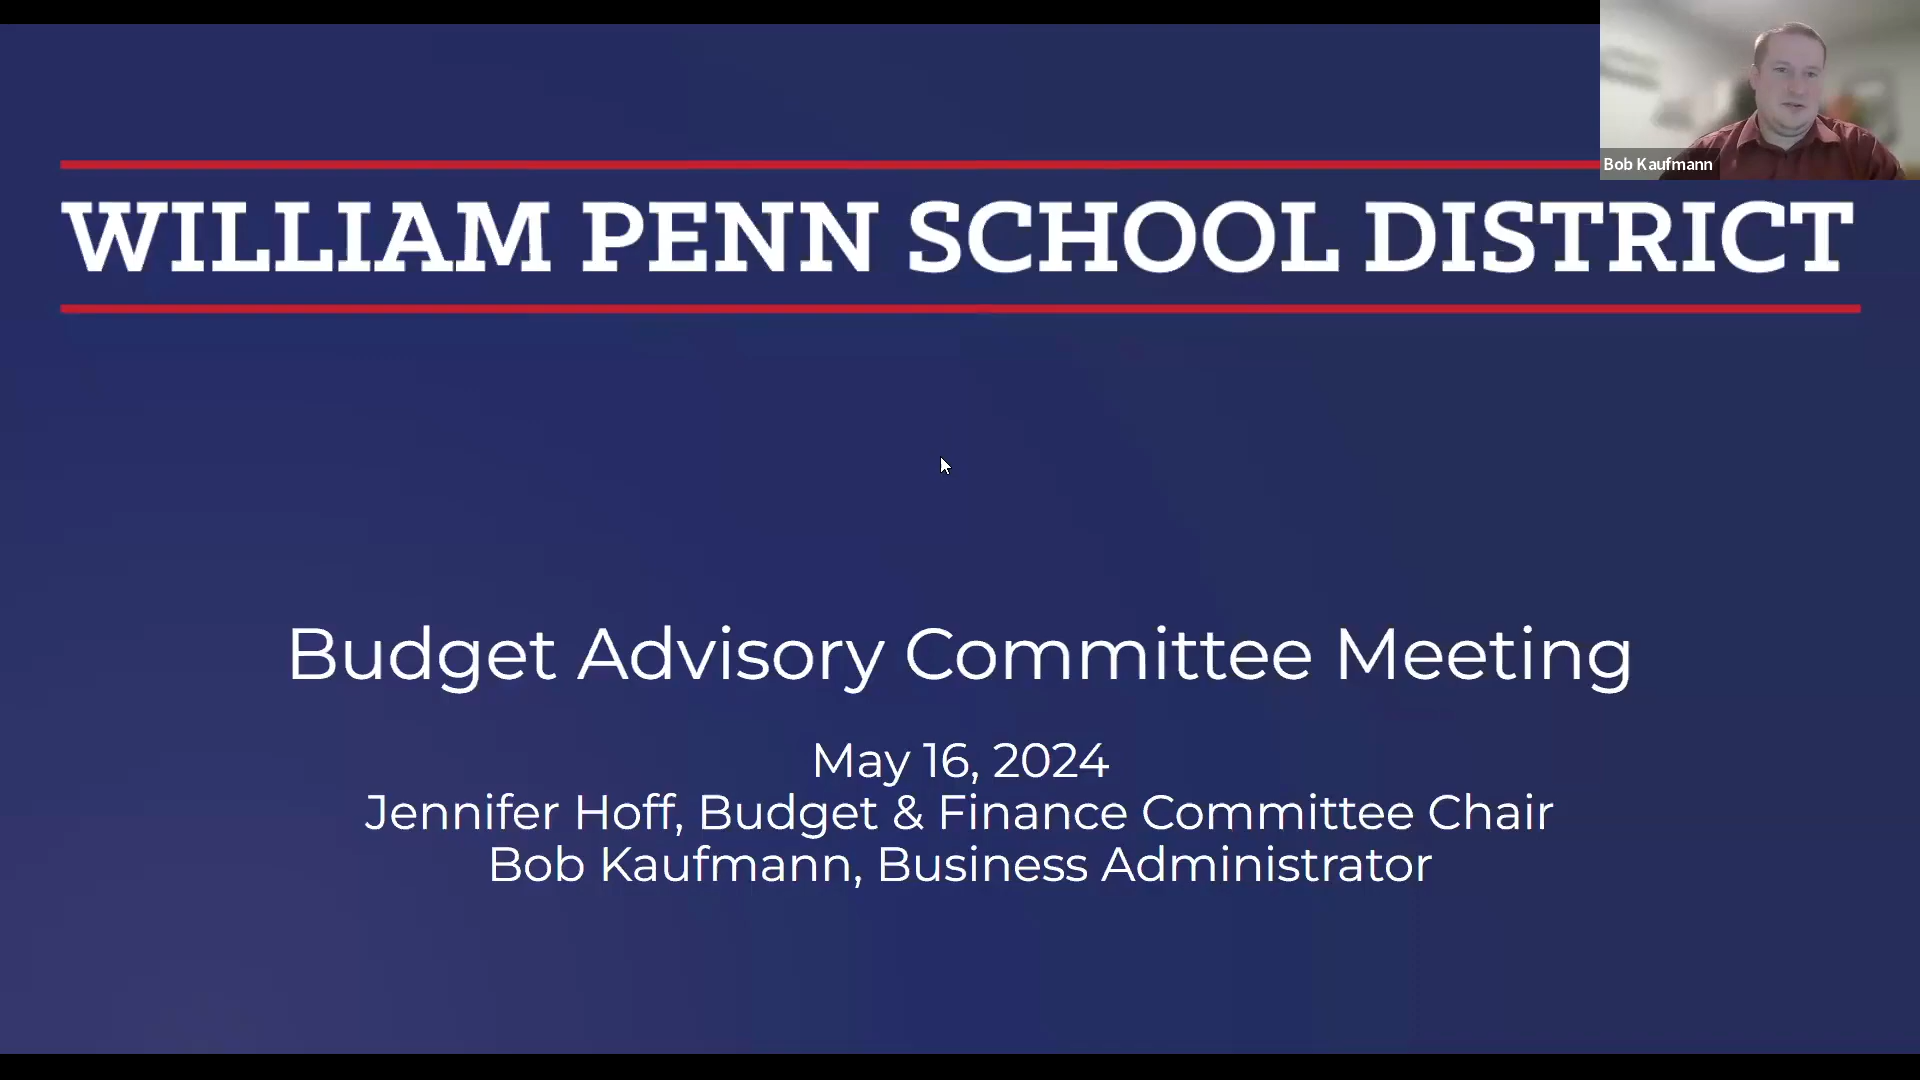 Bob Kaufmann
WILLIAM PENN SCHOOL DISTRICT
Budget Advisory Committee Meeting
May 16, 2024
Jennifer Hoff, Budget & Finance Committee Chair
Bob Kaufmann, Business Administrator